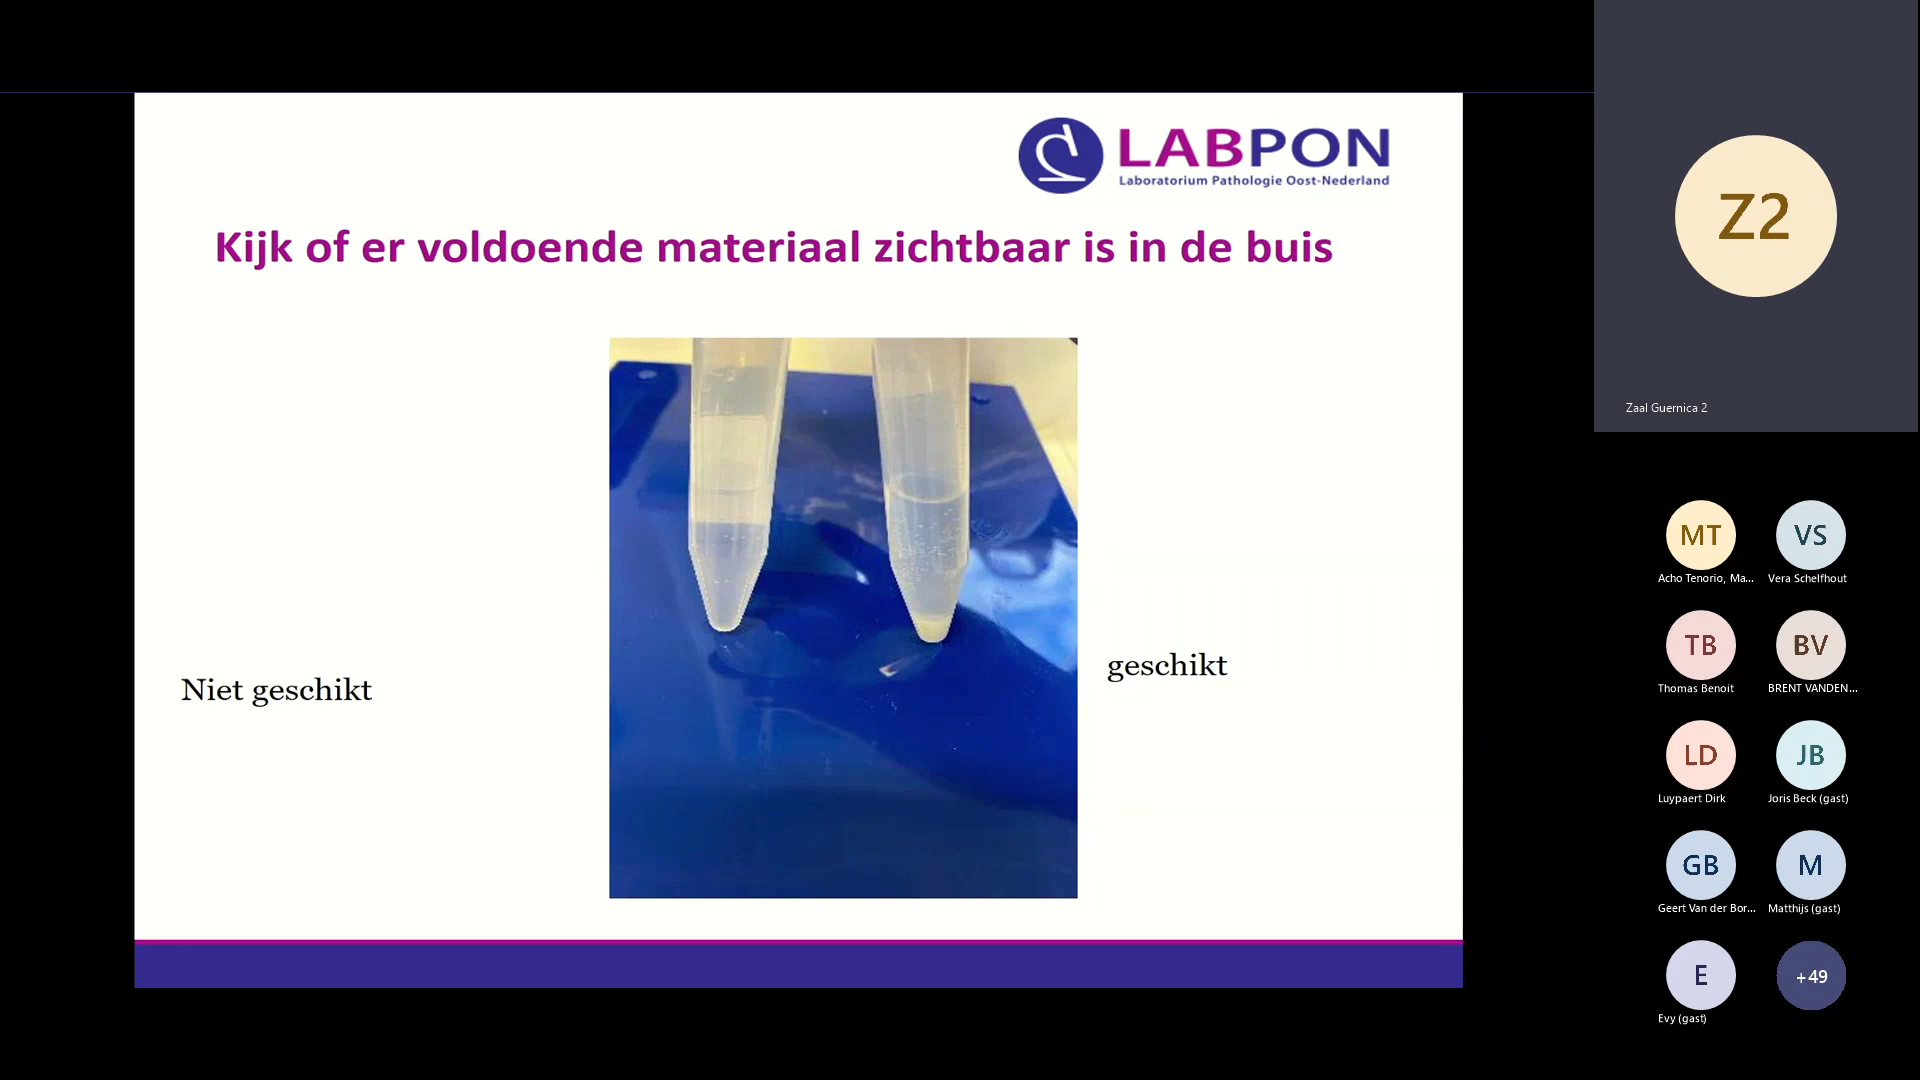 LABPON
Laboratorium Pathologie Oost-Nederland
Kijk of er voldoende materiaal zichtbaar is in de buis
Niet geschikt
geschikt
Z2
Zaal Guernica 2
MT
VS
Acho Tenorio, Ma...
Vera Schelfhout
TB
BV
Thomas Benoit
BRENT VANDEN...
LD
JB
Luypaert Dirk
Joris Beck (gast)
GB
M
Geert Van der Bor...
Matthijs (gast)
E
+49
Evy (gast)